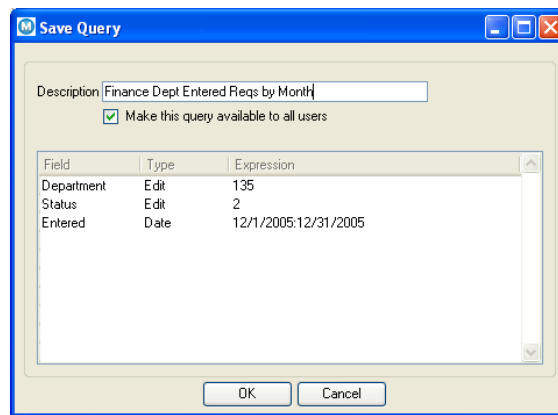 M Save Query
Description Finance Dept Entered Reqs by Month
Make this query available to all users
Field Type Expression
Department Edit 135
Status Edit 2
Entered Date 12/1/2005:12/31/2005
OK Cancel